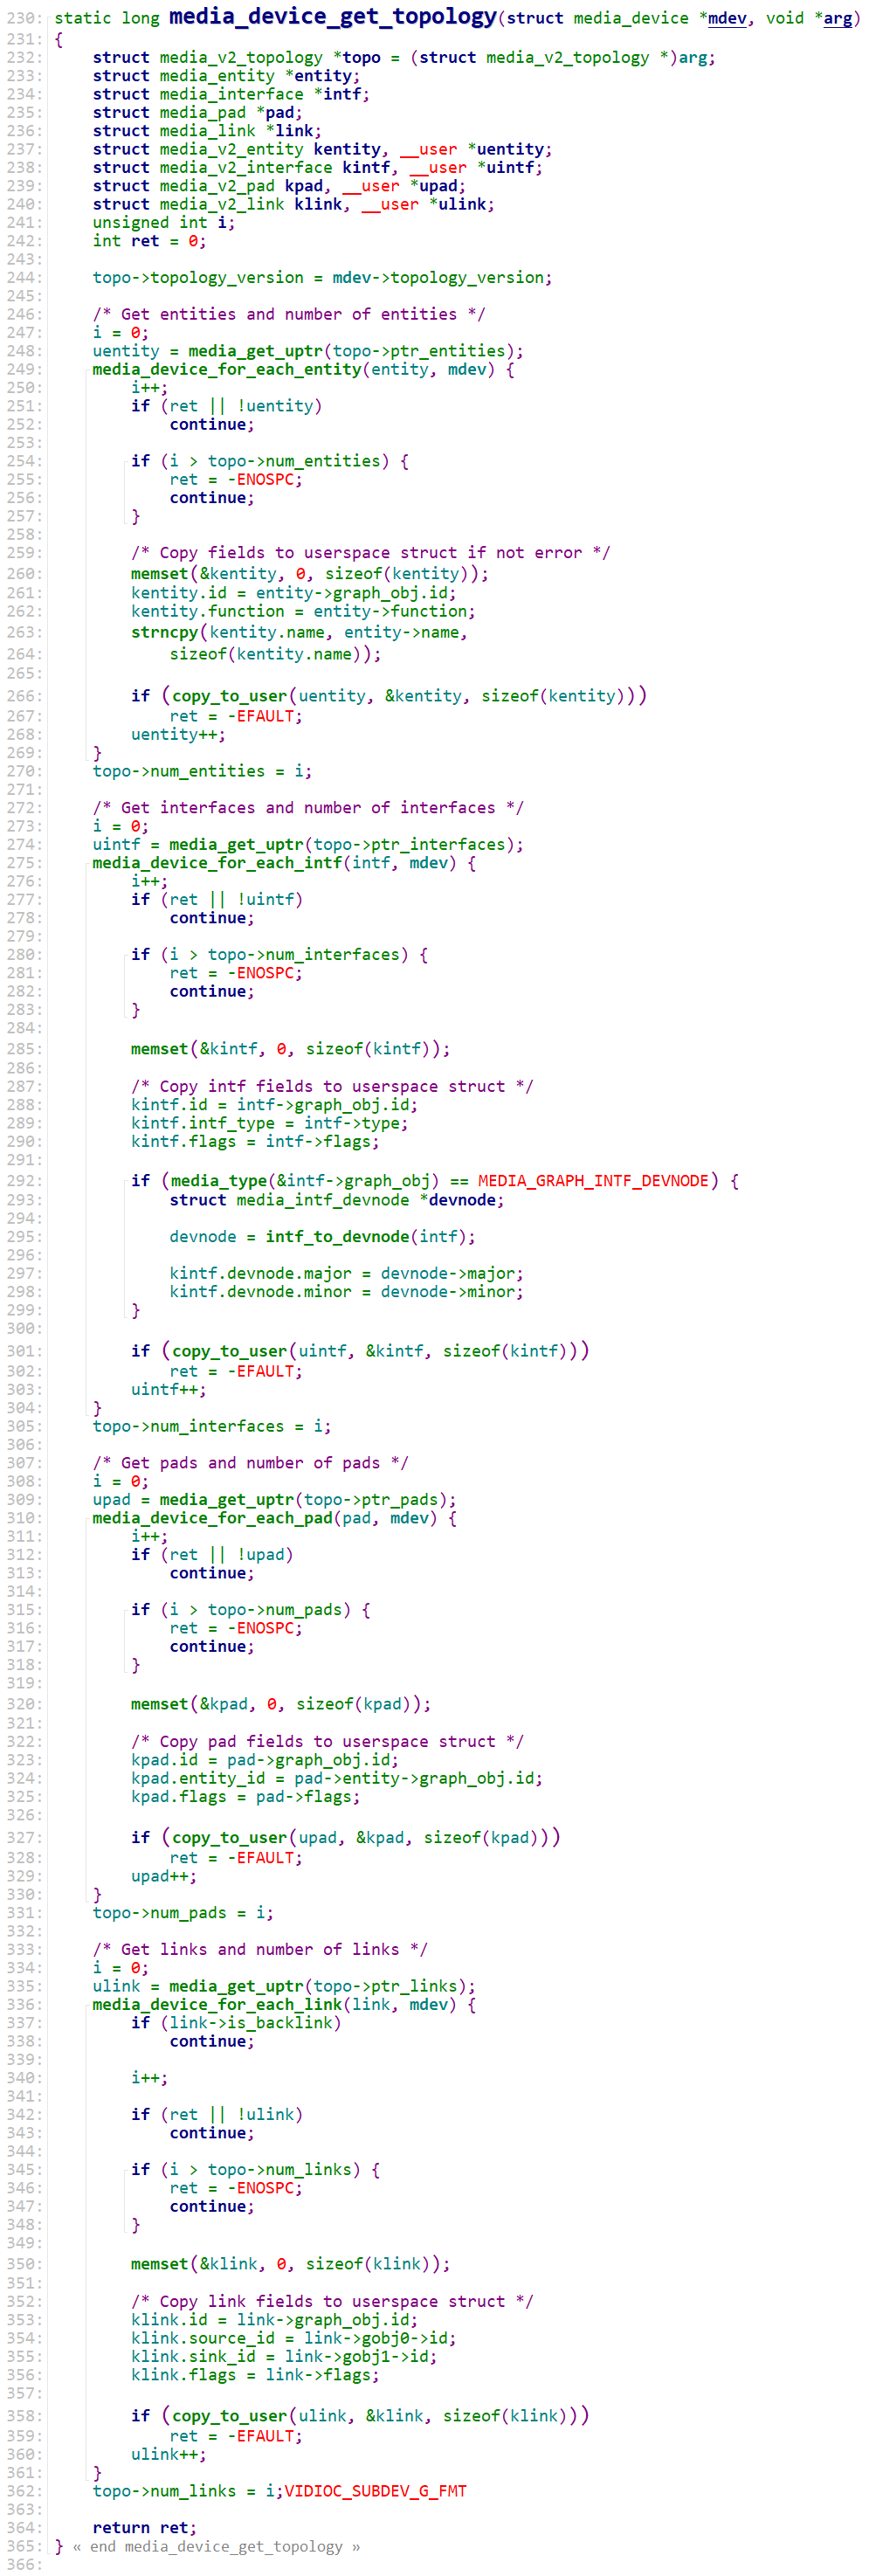 230: static long media_device_get_topology(struct media_device *mdev, void *arg)
231: {
232:     struct media_v2_topology *topo = (struct media_v2_topology *)arg;
233:     struct media_entity *entity;
234:     struct media_interface *intf;
235:     struct media_pad *pad;
236:     struct media_link *link;
237:     struct media_v2_entity kentity, __user *uentity;
238:     struct media_v2_interface kintf, __user *uintf;
239:     struct media_v2_pad kpad, __user *upad;
240:     struct media_v2_link klink, __user *ulink;
241:     unsigned int i;
242:     int ret = 0;
243:
244:     topo->topology_version = mdev->topology_version;
245:
246:     /* Get entities and number of entities */
247:     i = 0;
248:     uentity = media_get_uptr(topo->ptr_entities);
249:     media_device_for_each_entity(entity, mdev) {
250:         i++;
251:         if (ret || !uentity)
252:             continue;
253:
254:         if (i > topo->num_entities) {
255:             ret = -ENOSPC;
256:             continue;
257:         }
258:
259:         /* Copy fields to userspace struct if not error */
260:         memset(&kentity, 0, sizeof(kentity));
261:         kentity.id = entity->graph_obj.id;
262:         kentity.function = entity->function;
263:         strncpy(kentity.name, entity->name,
264:             sizeof(kentity.name));
265:
266:         if (copy_to_user(uentity, &kentity, sizeof(kentity)))
267:             ret = -EFAULT;
268:         uentity++;
269:     }
270:     topo->num_entities = i;
271:
272:     /* Get interfaces and number of interfaces */
273:     i = 0;
274:     uintf = media_get_uptr(topo->ptr_interfaces);
275:     media_device_for_each_intf(intf, mdev) {
276:         i++;
277:         if (ret || !uintf)
278:             continue;
279:
280:         if (i > topo->num_interfaces) {
281:             ret = -ENOSPC;
282:             continue;
283:         }
284:
285:         memset(&kintf, 0, sizeof(kintf));
286:
287:         /* Copy intf fields to userspace struct */
288:         kintf.id = intf->graph_obj.id;
289:         kintf.intf_type = intf->type;
290:         kintf.flags = intf->flags;
291:
292:         if (media_type(&intf->graph_obj) == MEDIA_GRAPH_INTF_DEVNODE) {
293:             struct media_intf_devnode *devnode;
294:
295:             devnode = intf_to_devnode(intf);
296:
297:             kintf.devnode.major = devnode->major;
298:             kintf.devnode.minor = devnode->minor;
299:         }
300:
301:         if (copy_to_user(uintf, &kintf, sizeof(kintf)))
302:             ret = -EFAULT;
303:         uintf++;
304:     }
305:     topo->num_interfaces = i;
306:
307:     /* Get pads and number of pads */
308:     i = 0;
309:     upad = media_get_uptr(topo->ptr_pads);
310:     media_device_for_each_pad(pad, mdev) {
311:         i++;
312:         if (ret || !upad)
313:             continue;
314:
315:         if (i > topo->num_pads) {
316:             ret = -ENOSPC;
317:             continue;
318:         }
319:
320:         memset(&kpad, 0, sizeof(kpad));
321:
322:         /* Copy pad fields to userspace struct */
323:         kpad.id = pad->graph_obj.id;
324:         kpad.entity_id = pad->entity->graph_obj.id;
325:         kpad.flags = pad->flags;
326:
327:         if (copy_to_user(upad, &kpad, sizeof(kpad)))
328:             ret = -EFAULT;
329:         upad++;
330:     }
331:     topo->num_pads = i;
332:
333:     /* Get links and number of links */
334:     i = 0;
335:     ulink = media_get_uptr(topo->ptr_links);
336:     media_device_for_each_link(link, mdev) {
337:         if (link->is_backlink)
338:             continue;
339:
340:         i++;
341:
342:         if (ret || !ulink)
343:             continue;
344:
345:         if (i > topo->num_links) {
346:             ret = -ENOSPC;
347:             continue;
348:         }
349:
350:         memset(&klink, 0, sizeof(klink));
351:
352:         /* Copy link fields to userspace struct */
353:         klink.id = link->graph_obj.id;
354:         klink.source_id = link->gobj0->id;
355:         klink.sink_id = link->gobj1->id;
356:         klink.flags = link->flags;
357:
358:         if (copy_to_user(ulink, &klink, sizeof(klink)))
359:             ret = -EFAULT;
360:         ulink++;
361:     }
362:     topo->num_links = i;VIDIOC_SUBDEV_G_FMT
363:
364:     return ret;
365: } « end media_device_get_topology »
366: